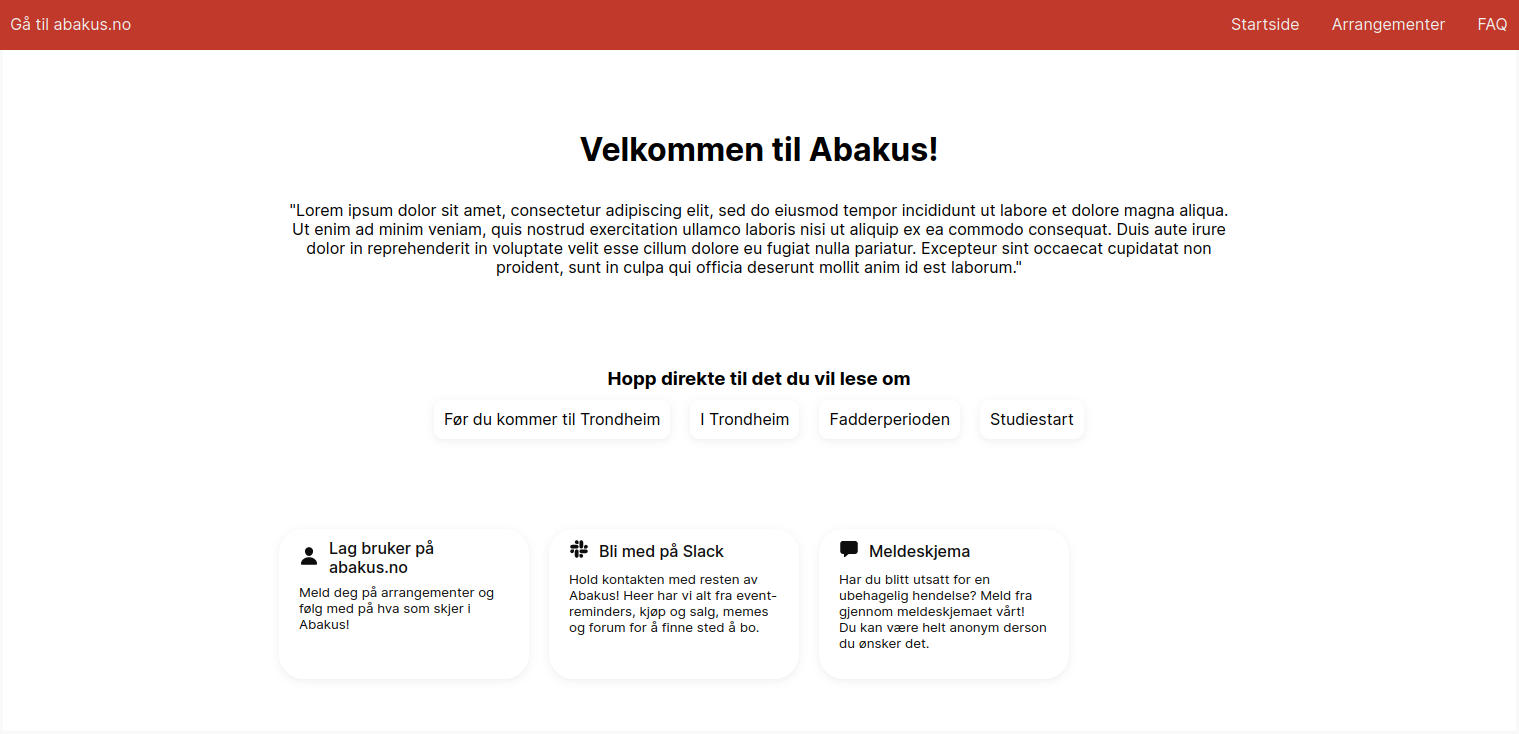 Gå til abakus.no
Startside
Arrangementer
FAQ
Velkommen til Abakus!
"Lorem ipsum dolor sit amet, consectetur adipiscing elit, sed do eiusmod tempor incididunt ut labore et dolore magna aliqua.
Ut enim ad minim veniam, quis nostrud exercitation ullamco laboris nisi ut aliquip ex ea commodo consequat. Duis aute irure
dolor in reprehenderit in voluptate velit esse cillum dolore eu fugiat nulla pariatur. Excepteur sint occaecat cupidatat non
proident, sunt in culpa qui officia deserunt mollit anim id est laborum."
Hopp direkte til det du vil lese om
Før du kommer til Trondheim
I Trondheim
Fadderperioden
Studiestart
Lag bruker på
abakus.no
Meld deg på arrangementer og
følg med på hva som skjer i
Abakus!
Bli med på Slack
Hold kontakten med resten av
Abakus! Heer har vi alt fra event-
reminders, kjøp og salg, memes
og forum for å finne sted å bo.
Meldeskjema
Har du blitt utsatt for en
ubehagelig hendelse? Meld fra
gjennom meldeskjemaet vårt!
Du kan være helt anonym derson
du ønsker det.